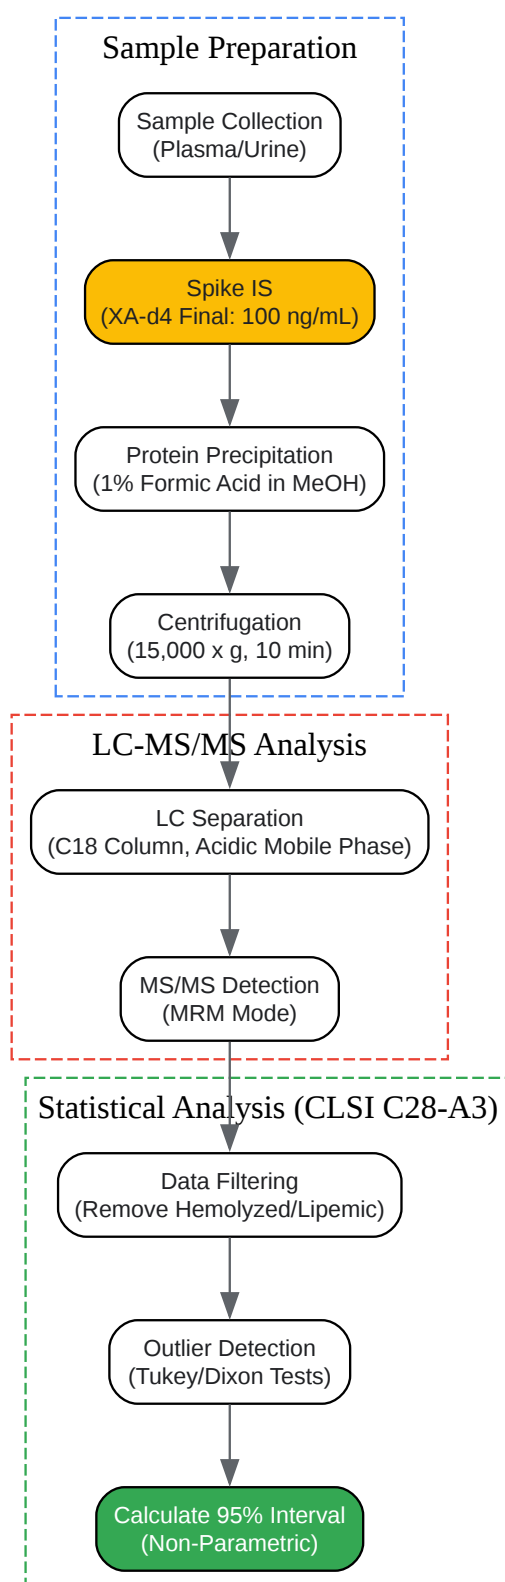 Sample Preparation
Sample Collection
(Plasma/Urine)
Spike IS
(XA-d4 Final: 100 ng/mL)
Protein Precipitation
(1% Formic Acid in MeOH)
Centrifugation
(15,000 x g, 10 min)
LC-MS/MS Analysis
LC Separation
(C18 Column, Acidic Mobile Phase)
MS/MS Detection
(MRM Mode)
Statistical Analysis (CLSI C28-A3)
Data Filtering
(Remove Hemolyzed/Lipemic)
Outlier Detection
(Tukey/Dixon Tests)
Calculate 95% Interval
(Non-Parametric)